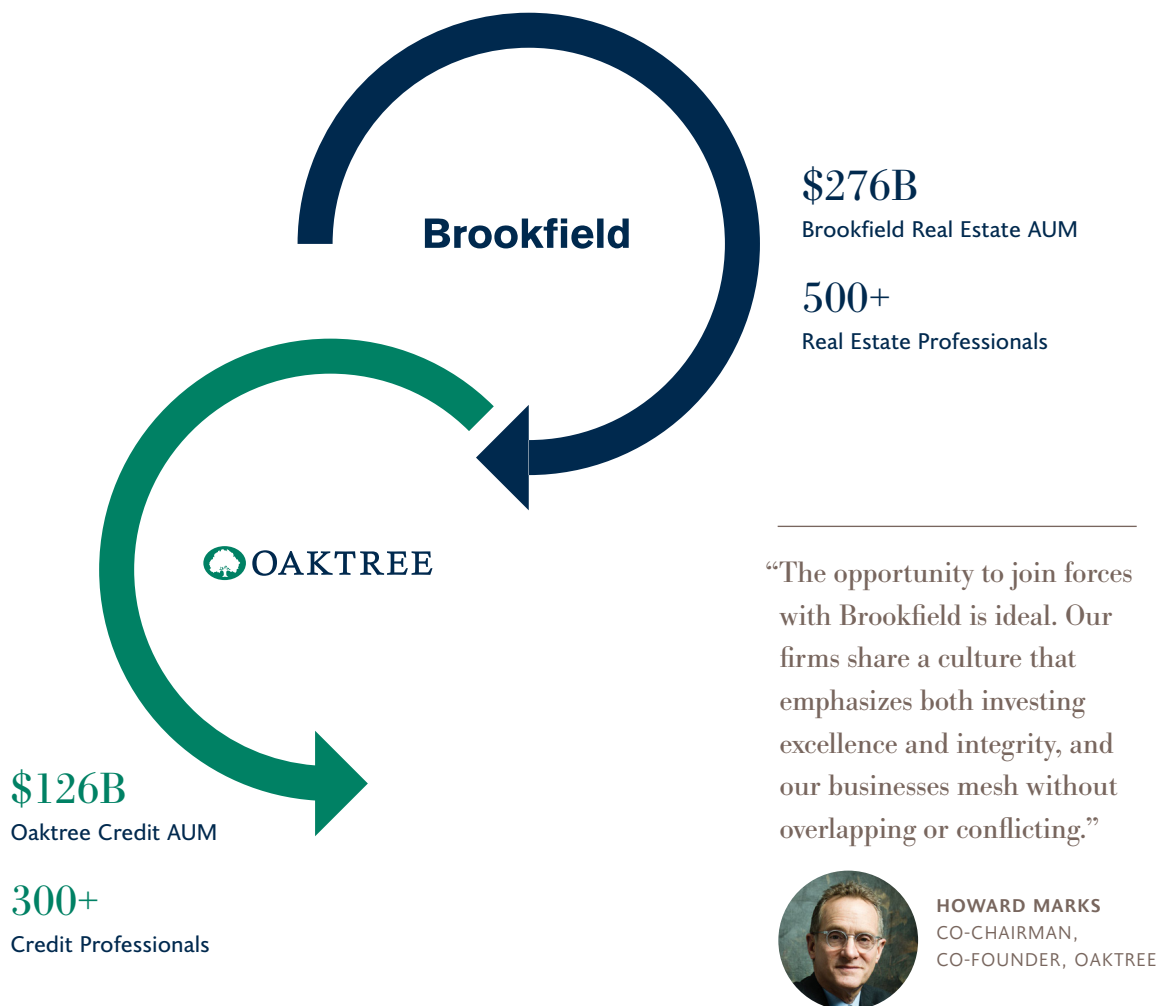 Brookfield
$276B
Brookfield Real Estate AUM
500+
Real Estate Professionals
OAKTREE
$126B
Oaktree Credit AUM
300+
Credit Professionals
“The opportunity to join forces
with Brookfield is ideal. Our
firms share a culture that
emphasizes both investing
excellence and integrity, and
our businesses mesh without
overlapping or conflicting.”
HOWARD MARKS
CO-CHAIRMAN,
CO-FOUNDER, OAKTREE